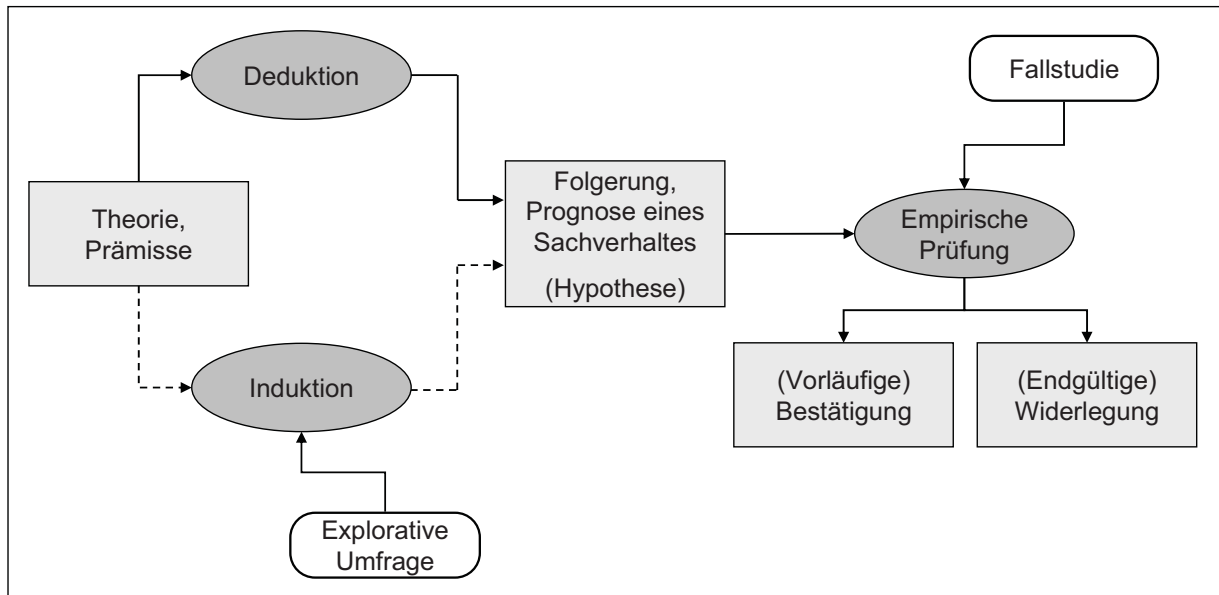 Deduktion
Fallstudie
Theorie,
Prämisse
Folgerung,
Prognose eines
Sachverhaltes
(Hypothese)
Empirische
Prüfung
Induktion
(Vorläufige)
Bestätigung
(Endgültige)
Widerlegung
Explorative
Umfrage